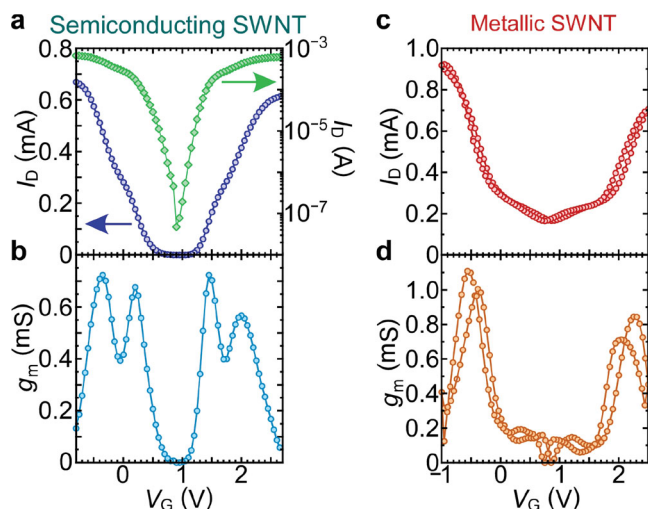 a Semiconducting SWNT
0.8
0.6
0.4
0.2
0
I_D (mA)
10⁻³
10⁻⁵
10⁻⁷
I_D (A)
b
0.8
0.4
0
g_m (mS)
0 1 2
V_G (V)
c Metallic SWNT
1.0
0.8
0.6
0.4
0.2
0
I_D (mA)
d
1.0
0.8
0.6
0.4
0.2
0
g_m (mS)
−1 0 1 2
V_G (V)